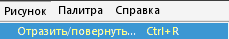 Рисунок Палитра Справка
Отразить/повернуть... Ctrl+R